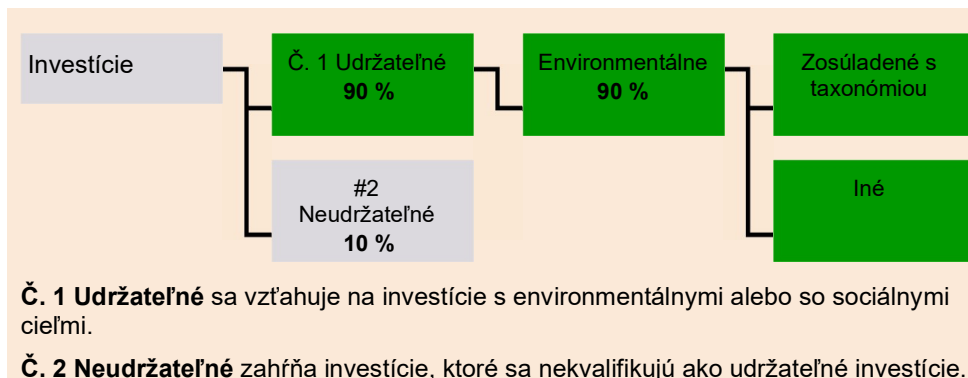 Investície
Č. 1 Udržateľné
90 %
Environmentálne
90 %
Zosúladené s
taxonómiou
#2
Neudržateľné
10 %
Iné
Č. 1 Udržateľné sa vzťahuje na investície s environmentálnymi alebo so sociálnymi
cieľmi.
Č. 2 Neudržateľné zahŕňa investície, ktoré sa nekvalifikujú ako udržateľné investície.